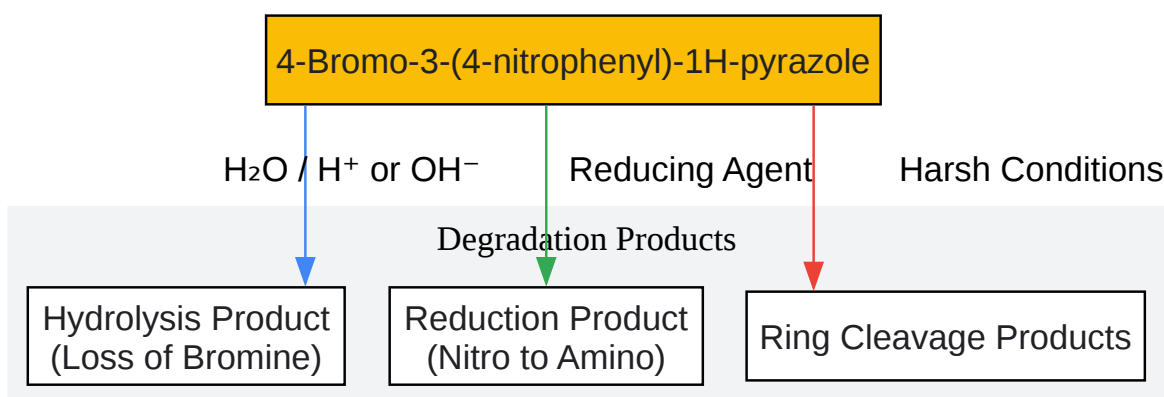 4-Bromo-3-(4-nitrophenyl)-1H-pyrazole
H₂O / H⁺ or OH⁻
Reducing Agent
Harsh Conditions
Degradation Products
Hydrolysis Product
(Loss of Bromine)
Reduction Product
(Nitro to Amino)
Ring Cleavage Products